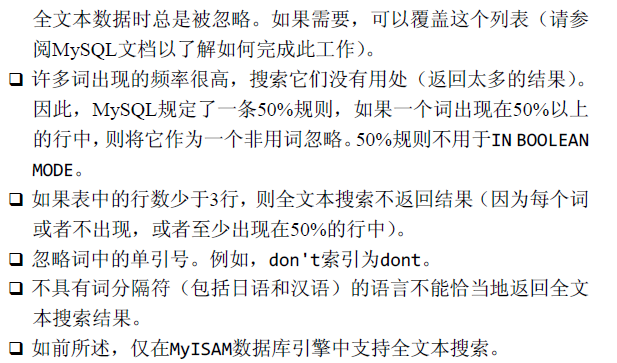 全文本数据时总是被忽略。如果需要，可以覆盖这个列表（请参
阅MySQL文档以了解如何完成此工作）。
❑ 许多词出现的频率很高，搜索它们没有用处（返回太多的结果）。
因此，MySQL规定了一条50%规则，如果一个词出现在50%以上
的行中，则将它作为一个非用词忽略。50%规则不用于IN BOOLEAN
MODE。
❑ 如果表中的行数少于3行，则全文本搜索不返回结果（因为每个词
或者不出现，或者至少出现在50%的行中）。
❑ 忽略词中的单引号。例如，don't索引为dont。
❑ 不具有词分隔符（包括日语和汉语）的语言不能恰当地返回全文
本搜索结果。
❑ 如前所述，仅在MyISAM数据库引擎中支持全文本搜索。